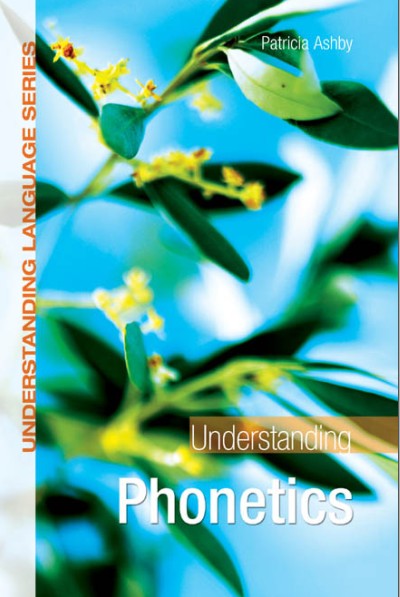 Patricia Ashby
UNDERSTANDING LANGUAGE SERIES
Understanding
Phonetics